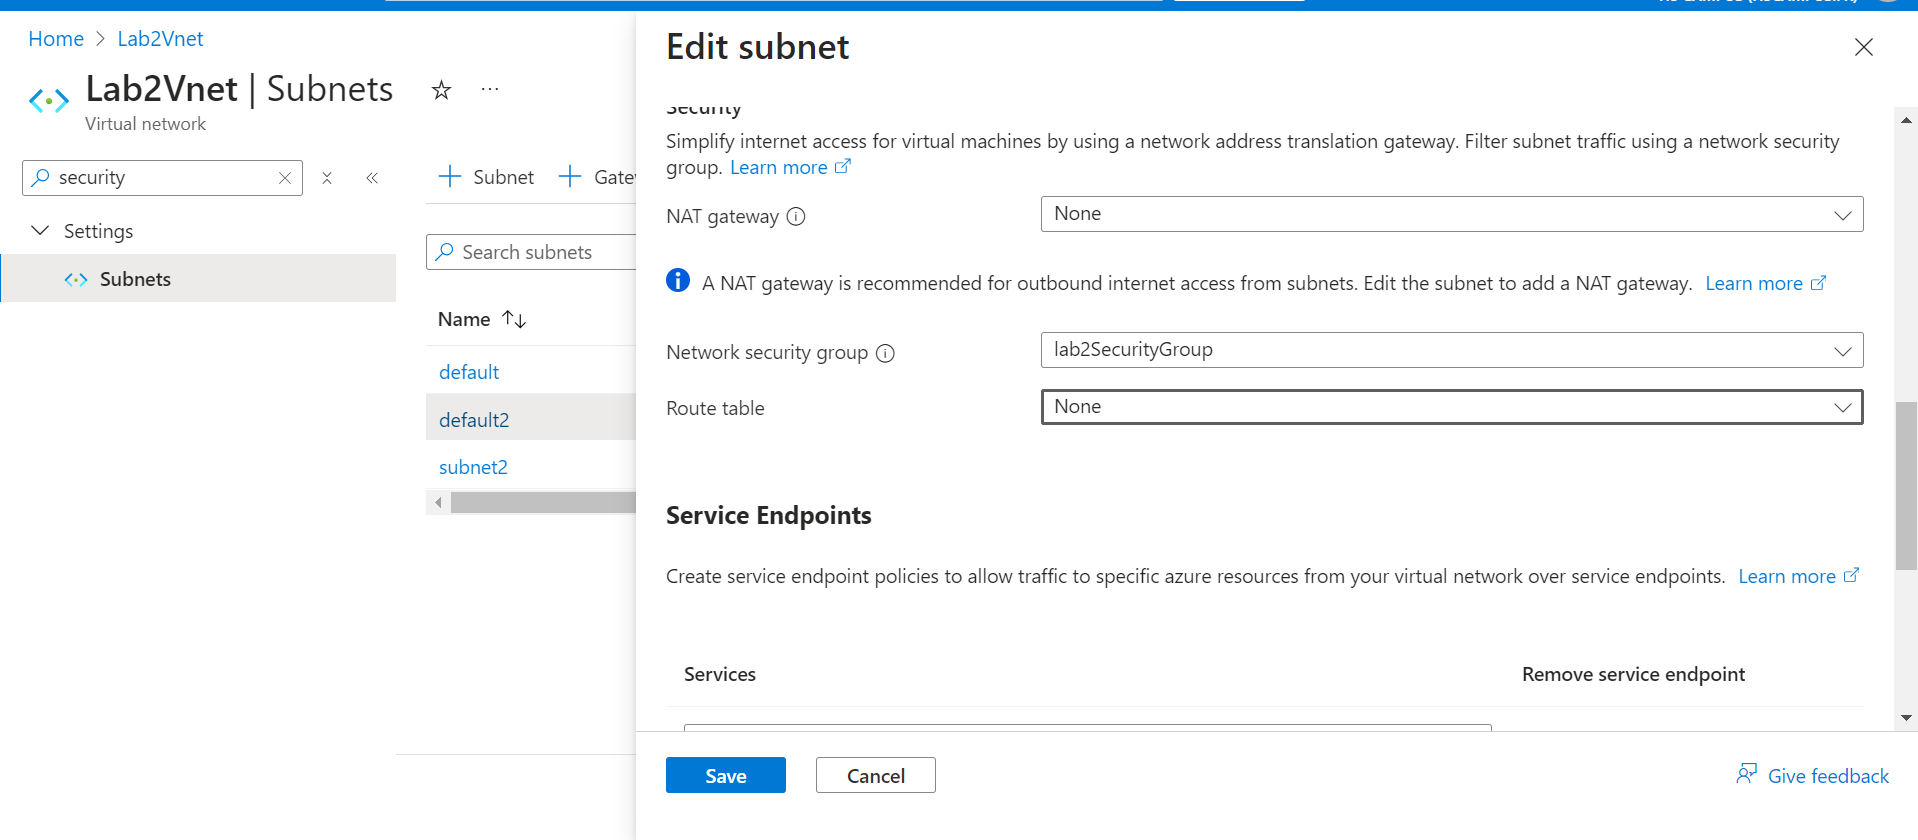 Home > Lab2Vnet
Lab2Vnet | Subnets
Virtual network
security
Settings
Subnets
+ Subnet + Gatew
Search subnets
Name
default
default2
subnet2
Edit subnet
Security
Simplify internet access for virtual machines by using a network address translation gateway. Filter subnet traffic using a network security
group. Learn more
NAT gateway
None
A NAT gateway is recommended for outbound internet access from subnets. Edit the subnet to add a NAT gateway. Learn more
Network security group
lab2SecurityGroup
Route table
None
Service Endpoints
Create service endpoint policies to allow traffic to specific azure resources from your virtual network over service endpoints. Learn more
Services
Remove service endpoint
Save
Cancel
Give feedback